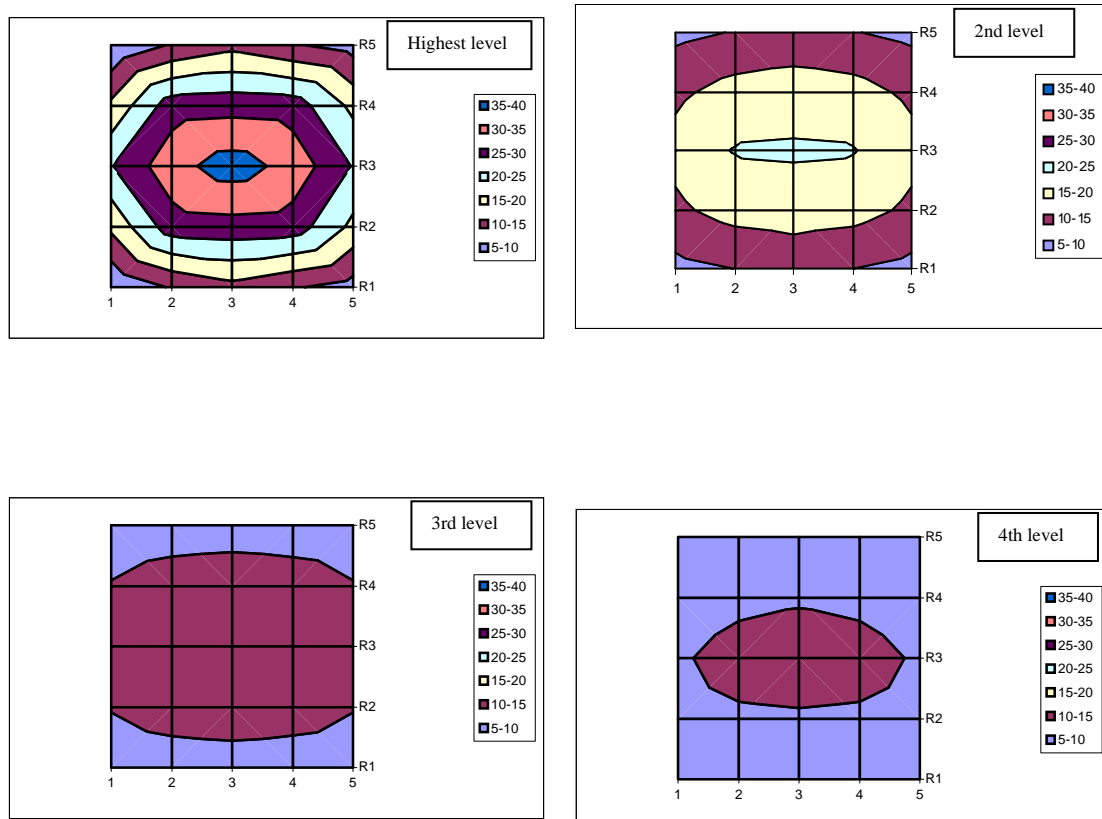 Highest level
R5
R4
R3
R2
R1
1 2 3 4 5
35-40
30-35
25-30
20-25
15-20
10-15
5-10
2nd level
R5
R4
R3
R2
R1
1 2 3 4 5
35-40
30-35
25-30
20-25
15-20
10-15
5-10
3rd level
R5
R4
R3
R2
R1
1 2 3 4 5
35-40
30-35
25-30
20-25
15-20
10-15
5-10
4th level
R5
R4
R3
R2
R1
1 2 3 4 5
35-40
30-35
25-30
20-25
15-20
10-15
5-10